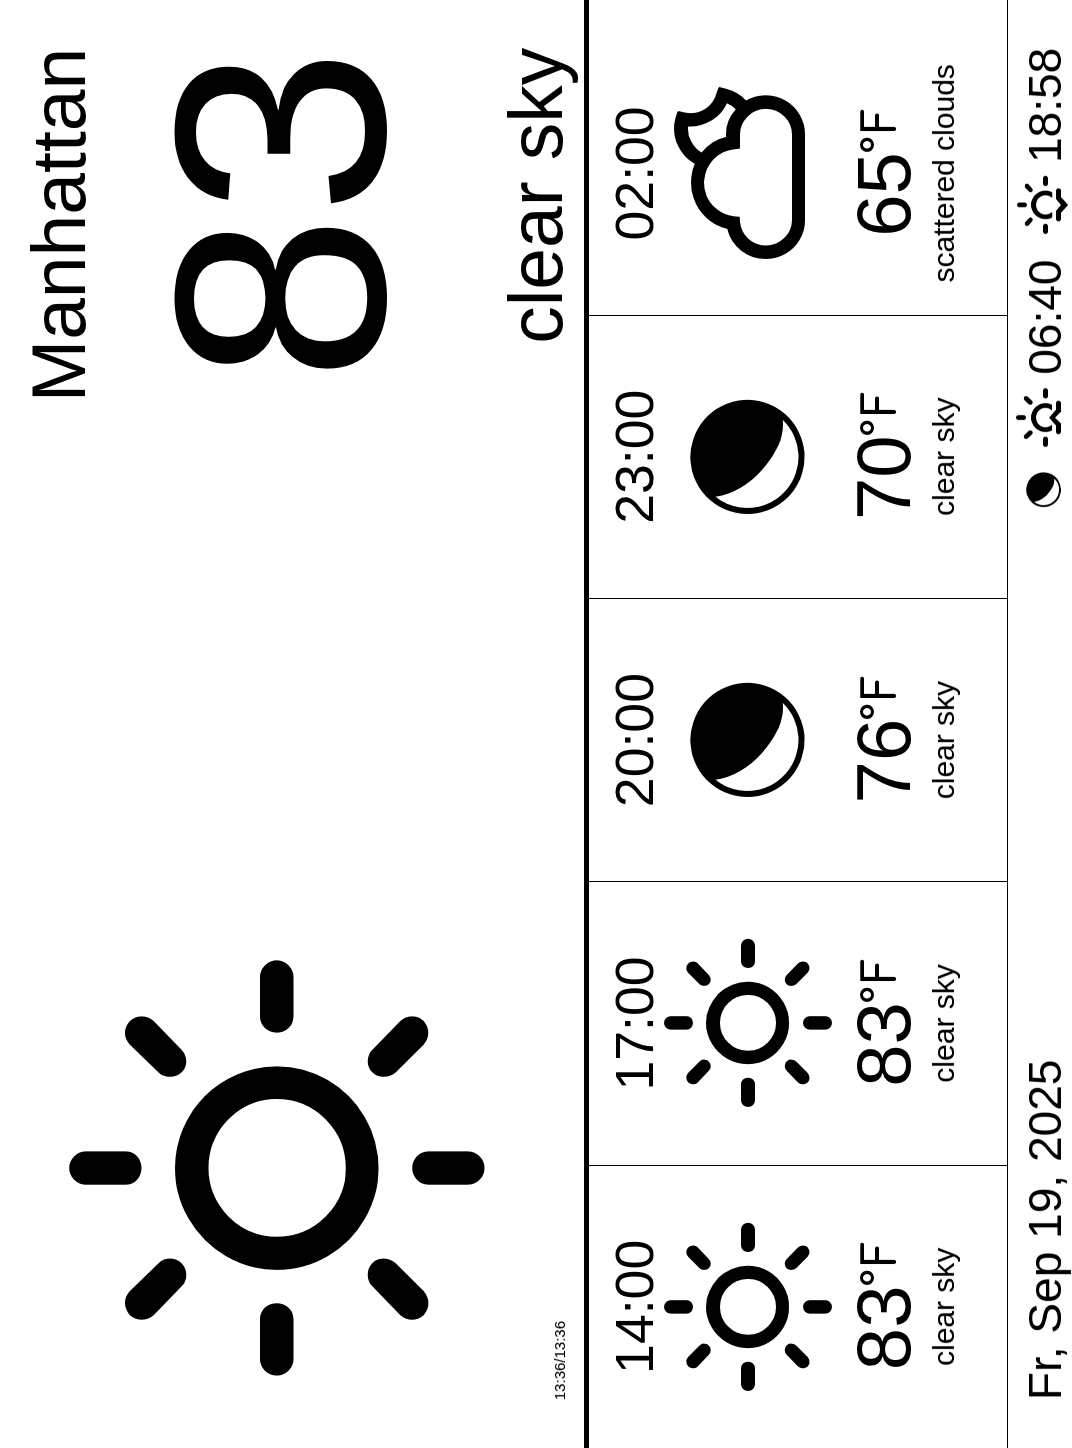 Manhattan
83
clear sky
13:36/13:36
14:00
83°F
clear sky
17:00
83°F
clear sky
20:00
76°F
clear sky
23:00
70°F
clear sky
02:00
65°F
scattered clouds
Fr, Sep 19, 2025
06:40 18:58